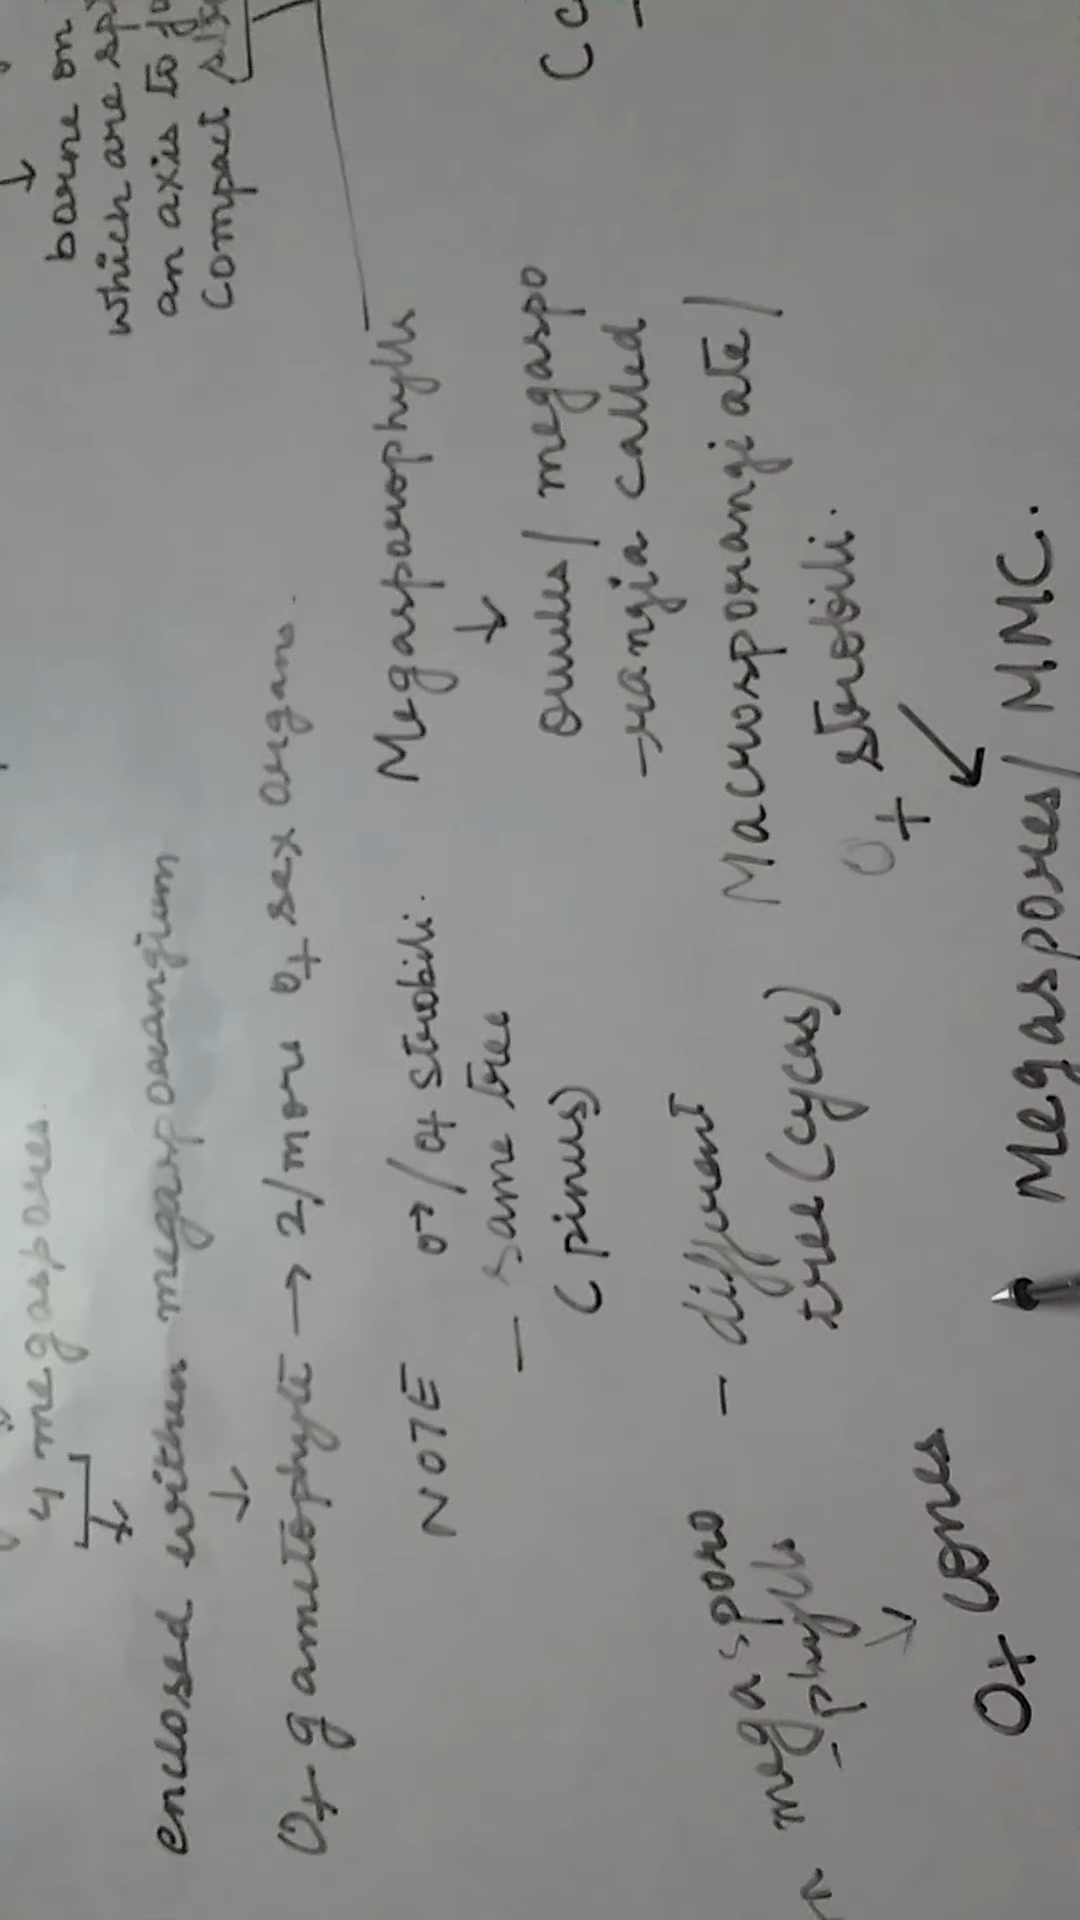 borne on
which are
an axis to
compact
4 megaspores.
↓
enclosed within megasporangium
↓
♀ gametophyte → 2/more ♀ sex organs.
Megasporophylls
↓
ovules/megaspo
-rangia called
Macrosporangiate/
strobili.
♀
NOTE ♂/♀ strobili.
- same tree
(pinus)
- different
tree (cycas)
megasporo
-phylls
↓
♀ cones
Megaspores/MMC.